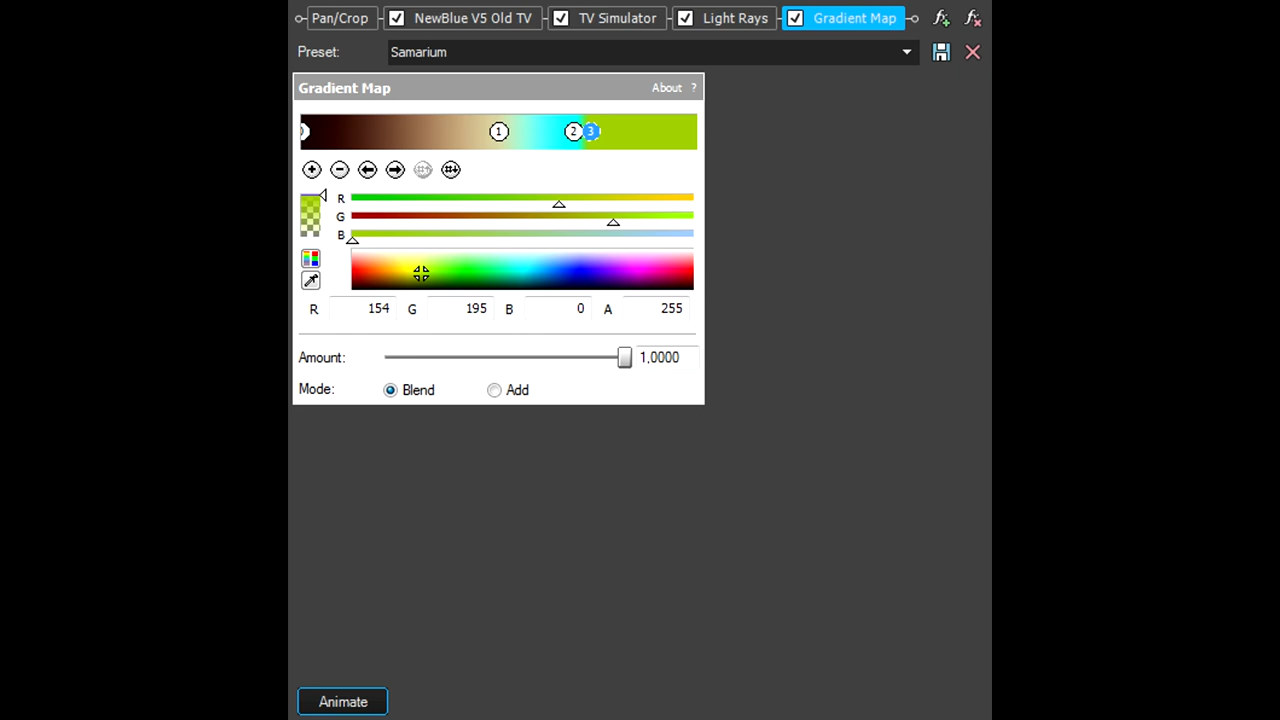 Pan/Crop NewBlue V5 Old TV TV Simulator Light Rays Gradient Map
Preset: Samarium
Gradient Map About ?
1 2 3
R
G
B
R 154 G 195 B 0 A 255
Amount: 1,0000
Mode: Blend Add
Animate